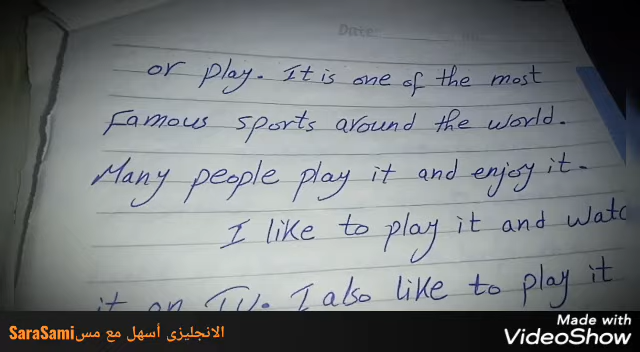 Date:
or play. It is one of the most
Famous sports around the world.
Many people play it and enjoy it.
I like to play it and watc
it on TV. I also like to play it
الانجليزى أسهل مع مس SaraSami
Made with
VideoShow